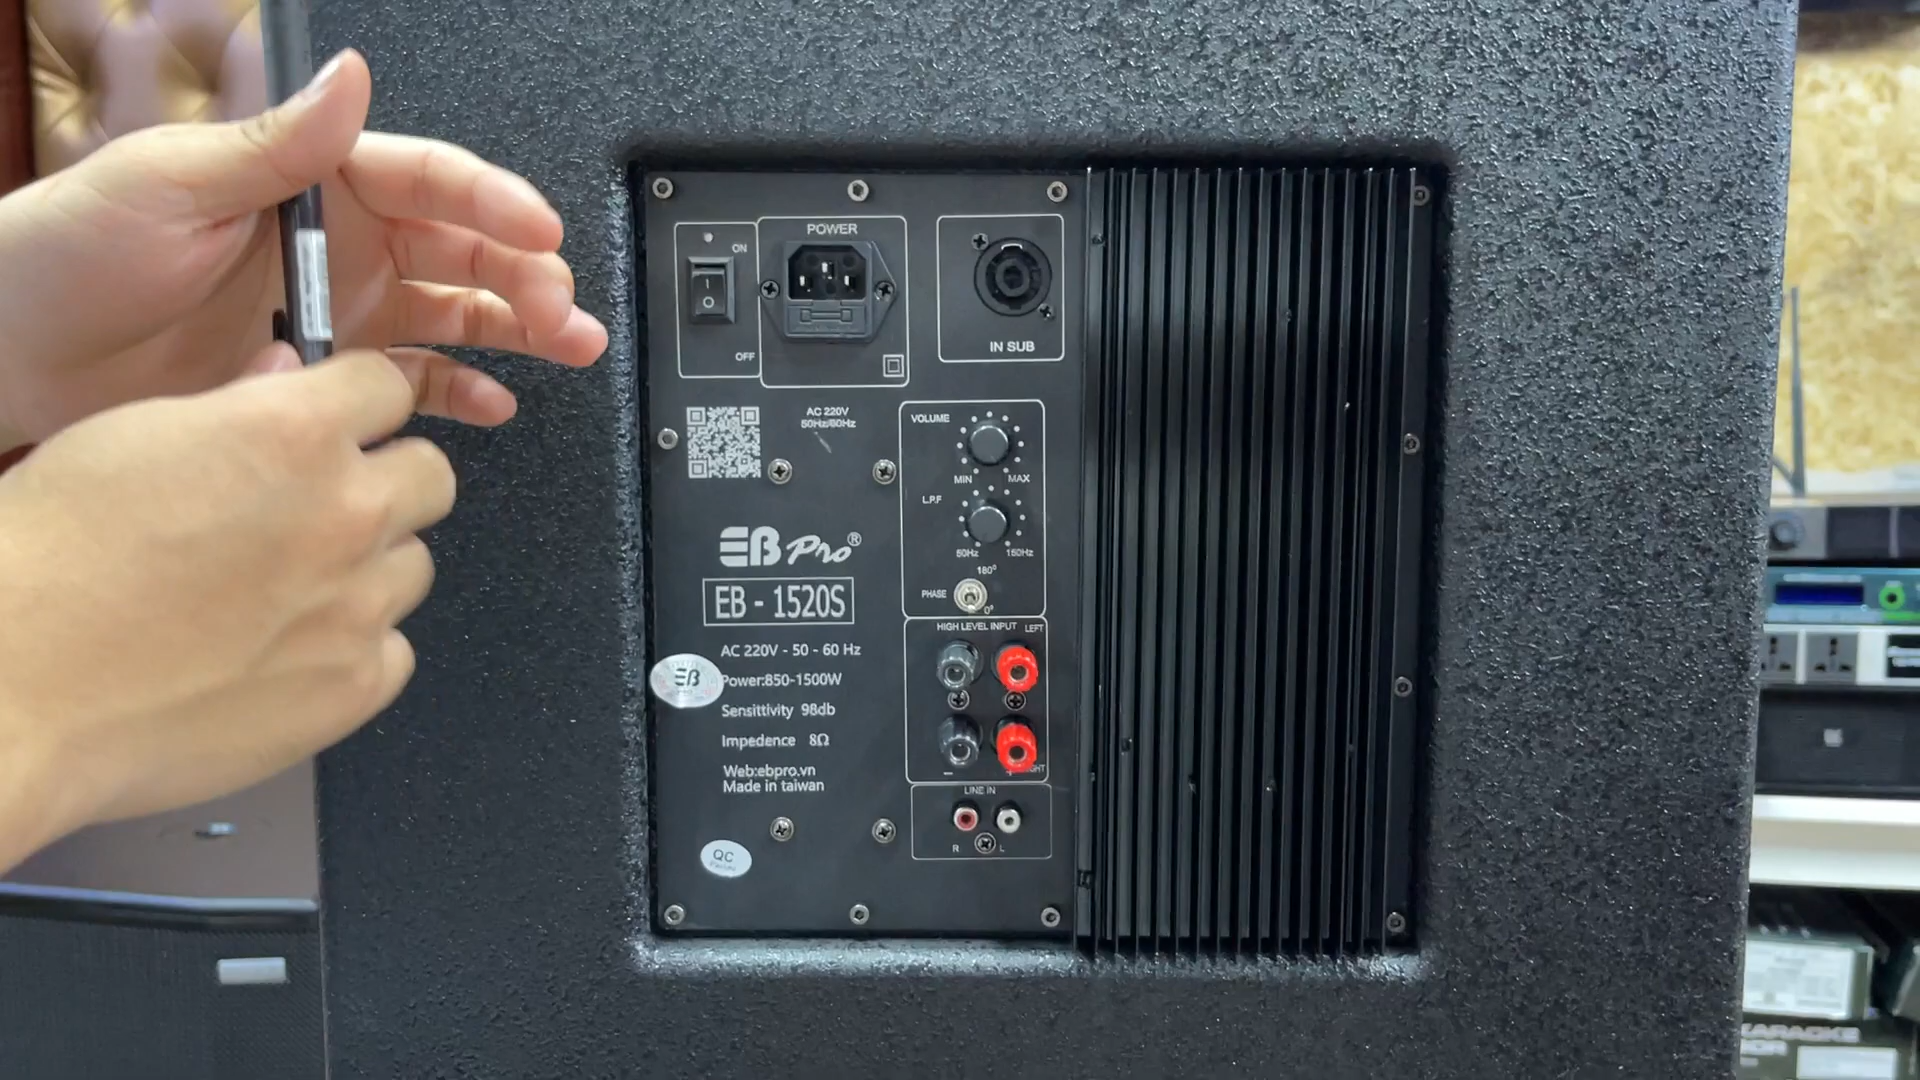 ON
OFF
POWER
IN SUB
AC 220V
50Hz/60Hz
VOLUME
MIN MAX
L.P.F
50Hz 150Hz
180°
PHASE
0°
EB Pro®
EB - 1520S
AC 220V - 50 - 60 Hz
Power:850-1500W
Sensittivity 98db
Impedence 8Ω
Web:ebpro.vn
Made in taiwan
HIGH LEVEL INPUT LEFT
LINE IN
R L
EB
QC
KARAOKE